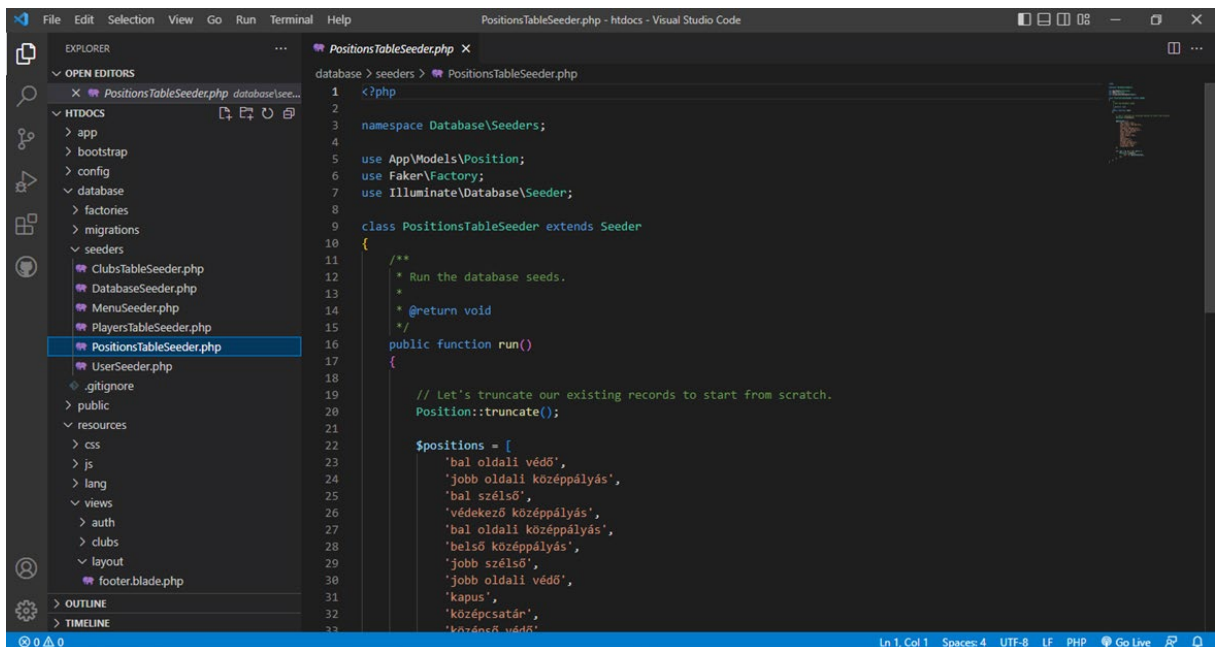 File Edit Selection View Go Run Terminal Help
PositionsTableSeeder.php - htdocs - Visual Studio Code
EXPLORER
OPEN EDITORS
PositionsTableSeeder.php database\see...
HTDOCS
app
bootstrap
config
database
factories
migrations
seeders
ClubsTableSeeder.php
DatabaseSeeder.php
MenuSeeder.php
PlayersTableSeeder.php
PositionsTableSeeder.php
UserSeeder.php
.gitignore
public
resources
css
js
lang
views
auth
clubs
layout
footer.blade.php
OUTLINE
TIMELINE
PositionsTableSeeder.php
database > seeders > PositionsTableSeeder.php
1 <?php
2
3 namespace Database\Seeders;
4
5 use App\Models\Position;
6 use Faker\Factory;
7 use Illuminate\Database\Seeder;
8
9 class PositionsTableSeeder extends Seeder
10 {
11 /**
12 * Run the database seeds.
13 *
14 * @return void
15 */
16 public function run()
17 {
18
19 // Let's truncate our existing records to start from scratch.
20 Position::truncate();
21
22 $positions = [
23 'bal oldali védő',
24 'jobb oldali középpályás',
25 'bal szélső',
26 'védekező középpályás',
27 'bal oldali középpályás',
28 'belső középpályás',
29 'jobb szélső',
30 'jobb oldali védő',
31 'kapus',
32 'középcsatár',
33 'középső védő'
0 0
Ln 1, Col 1 Spaces: 4 UTF-8 LF PHP Go Live